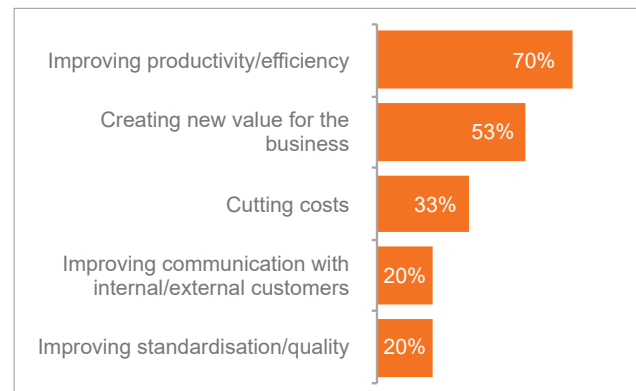 Improving productivity/efficiency
70%
Creating new value for the
business
53%
Cutting costs
33%
Improving communication with
internal/external customers
20%
Improving standardisation/quality
20%